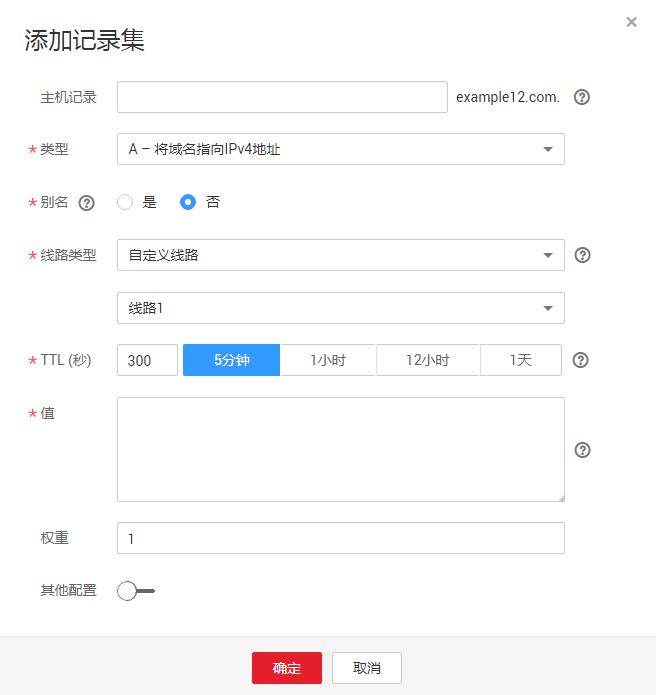 添加记录集
主机记录 example12.com.
* 类型 A – 将域名指向IPv4地址
* 别名 是 否
* 线路类型 自定义线路
线路1
* TTL (秒) 300 5分钟 1小时 12小时 1天
* 值
权重 1
其他配置
确定 取消